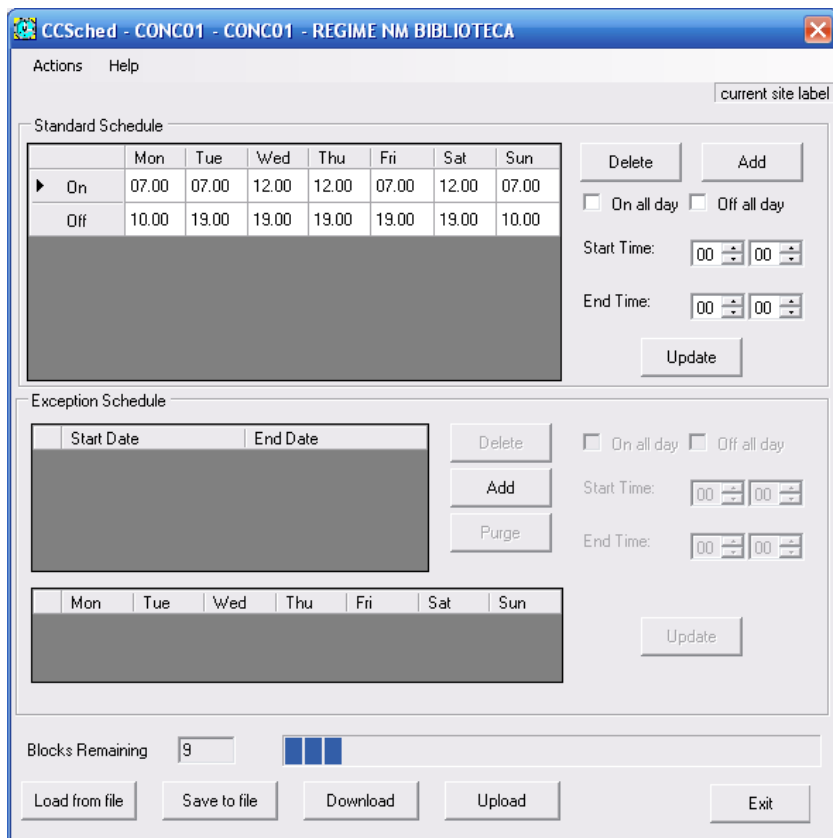 CCSched - CONC01 - CONC01 - REGIME NM BIBLIOTECA
Actions Help
current site label
Standard Schedule
Mon Tue Wed Thu Fri Sat Sun
On 07.00 07.00 12.00 12.00 07.00 12.00 07.00
Off 10.00 19.00 19.00 19.00 19.00 19.00 10.00
Delete Add
On all day Off all day
Start Time: 00 00
End Time: 00 00
Update
Exception Schedule
Start Date End Date
Delete
Add
Purge
On all day Off all day
Start Time: 00 00
End Time: 00 00
Mon Tue Wed Thu Fri Sat Sun
Update
Blocks Remaining 9
Load from file Save to file Download Upload Exit